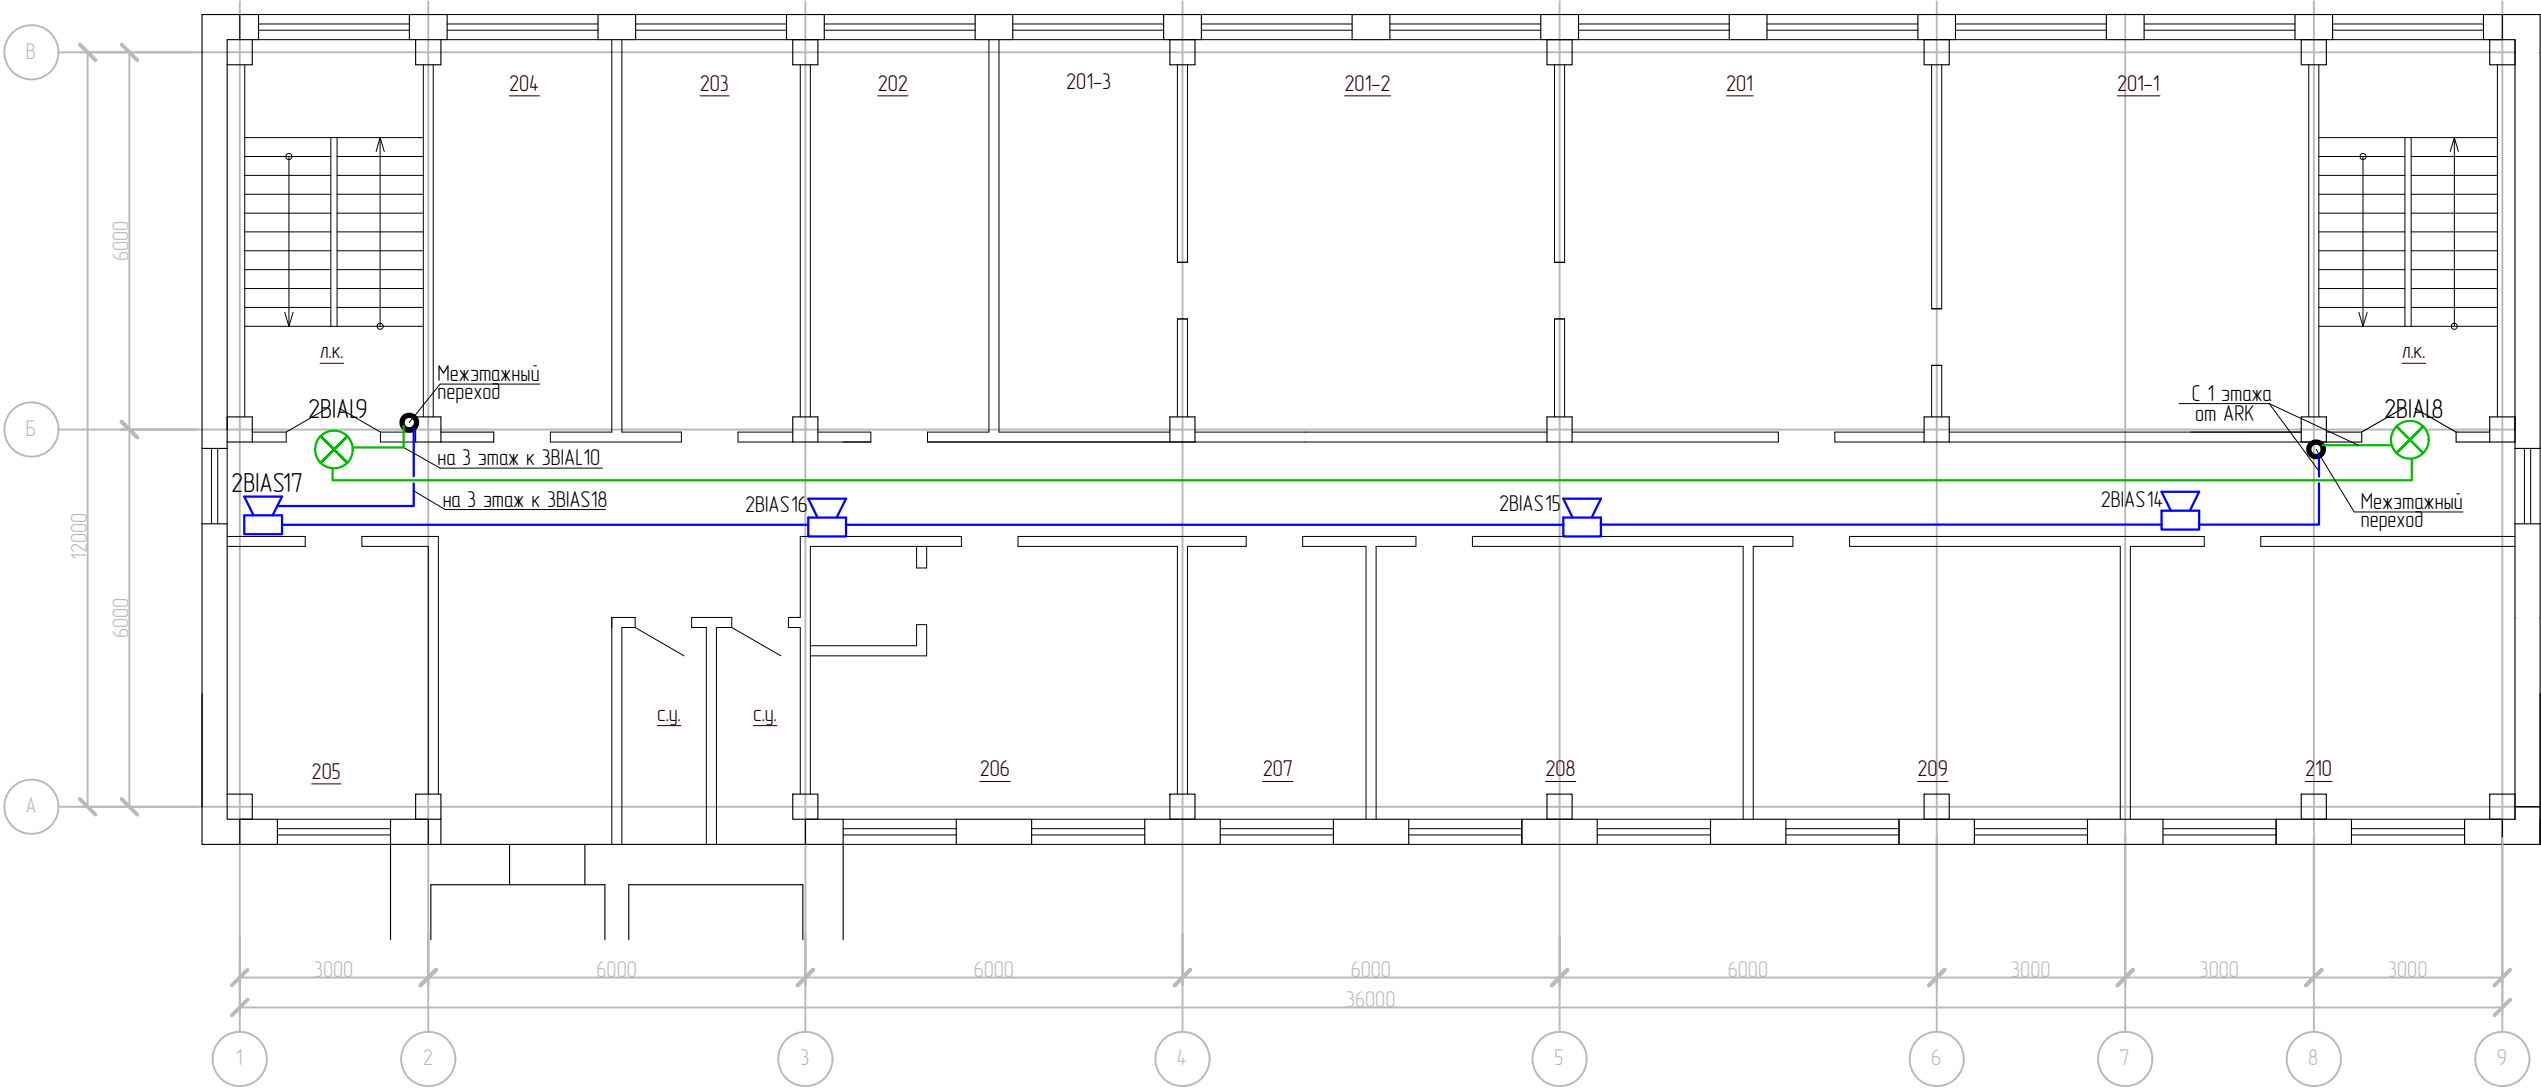 В
204
203
202
201-3
201-2
201
201-1
6000
л.к.
л.к.
Межэтажный
переход
С 1 этажа
от ARK
2BIAL9
2BIAL8
Б
на 3 этаж к 3BIAL10
2BIAS17
на 3 этаж к 3BIAS18
2BIAS16
2BIAS15
2BIAS14
Межэтажный
переход
12000
6000
с.у.
с.у.
205
206
207
208
209
210
А
3000
6000
6000
6000
6000
3000
3000
3000
36000
1
2
3
4
5
6
7
8
9